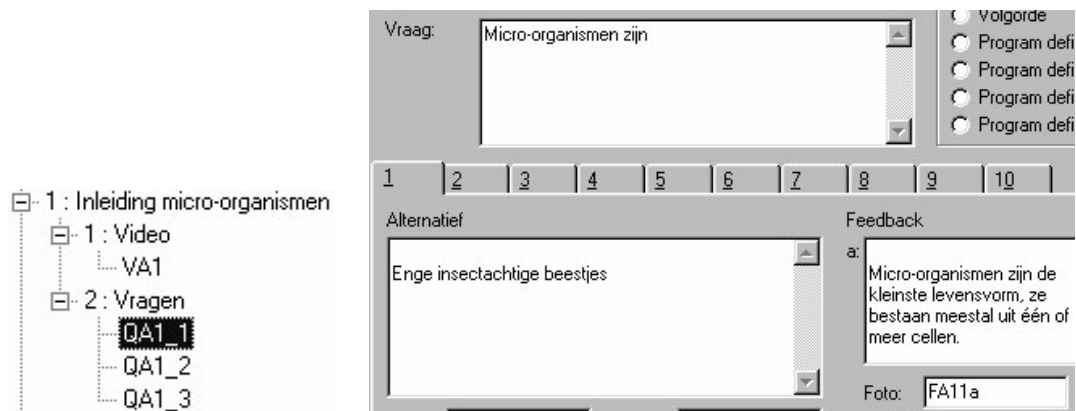 1 : Inleiding micro-organismen
1 : Video
VA1
2 : Vragen
QA1_1
QA1_2
QA1_3
Vraag:
Micro-organismen zijn
Volgorde
Program defi
Program defi
Program defi
Program defi
1 2 3 4 5 6 7 8 9 10
Alternatief
Enge insectachtige beestjes
Feedback
a:
Micro-organismen zijn de
kleinste levensvorm, ze
bestaan meestal uit één of
meer cellen.
Foto: FA11a